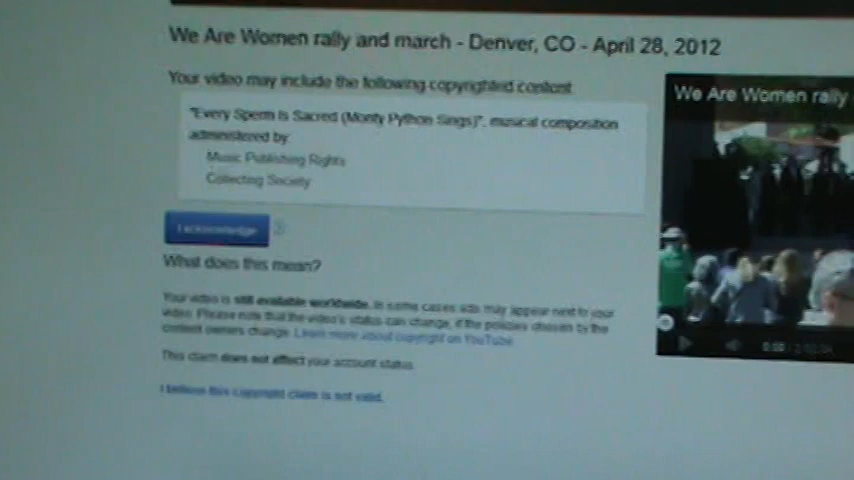 We Are Women rally and march - Denver, CO - April 28, 2012
Your video may include the following copyrighted content
"Every Sperm Is Sacred (Monty Python Sings)", musical composition
administered by:
Music Publishing Rights
Collecting Society
I acknowledge
What does this mean?
Your video is still available worldwide. In some cases ads may appear next to your
video. Please note that the video's status can change, if the policies chosen by the
content owners change. Learn more about copyright on YouTube.
This claim does not affect your account status.
I believe this copyright claim is not valid.
We Are Women rally
0:00